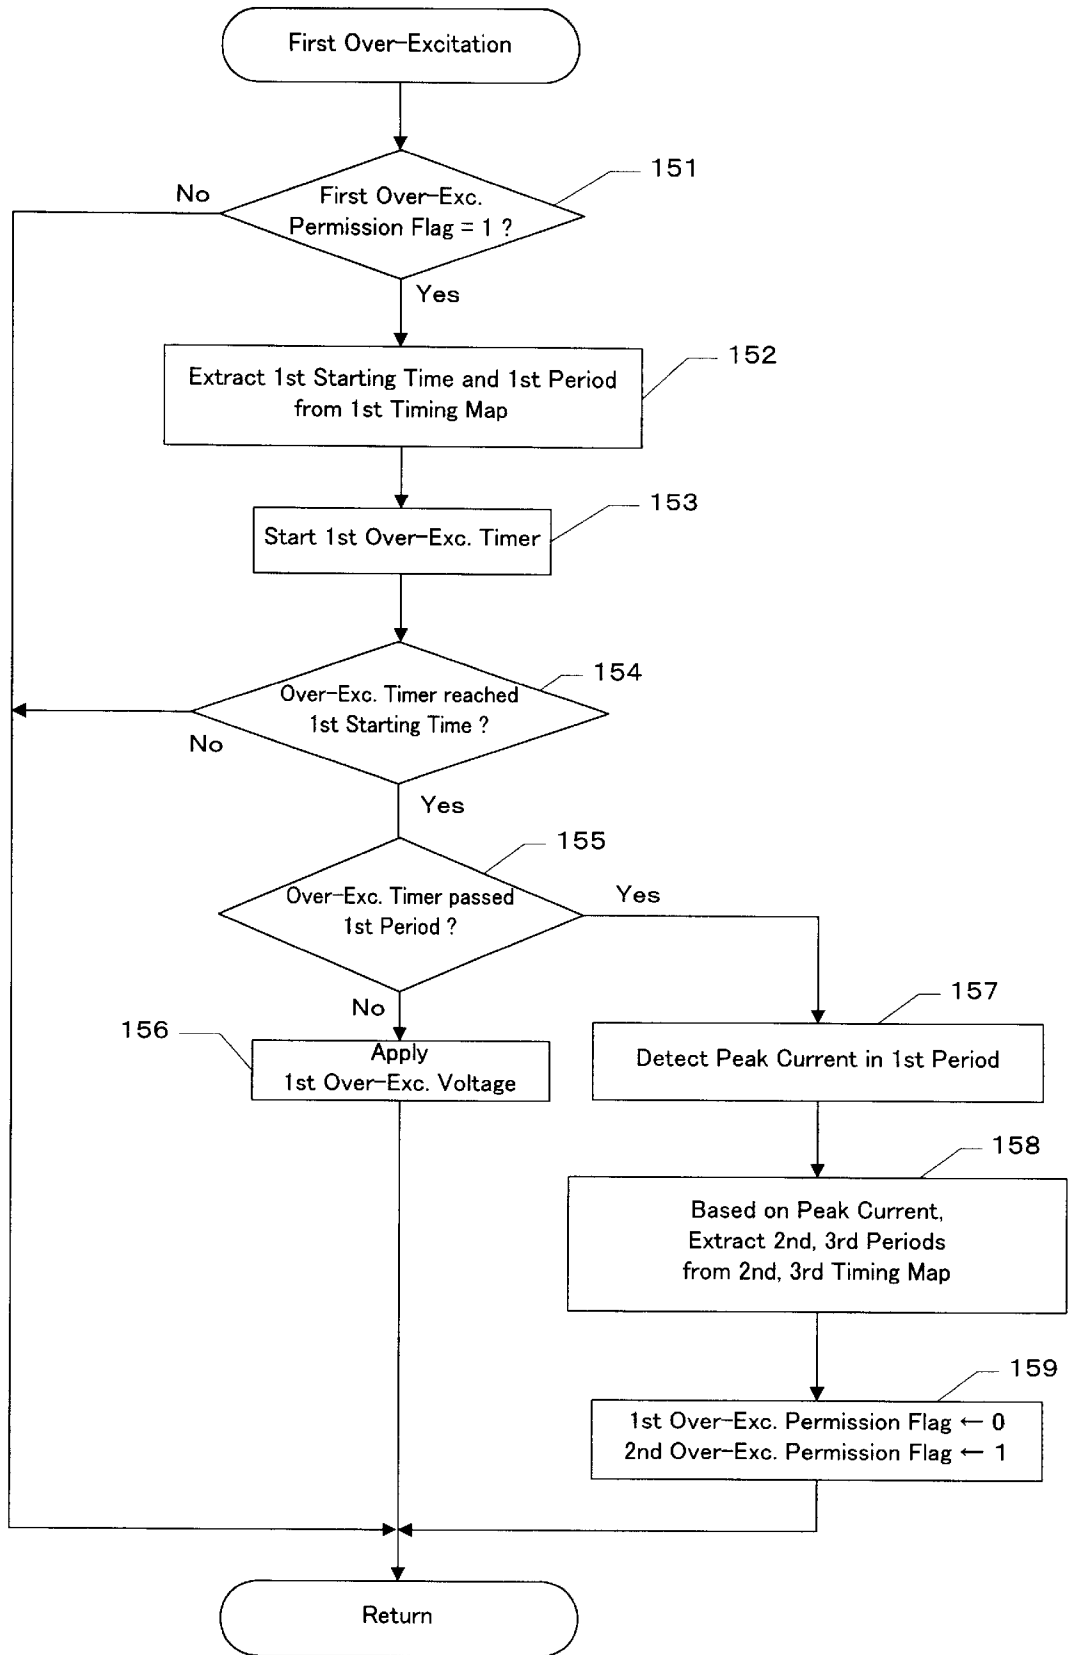 First Over-Excitation
151
No
First Over-Exc.
Permission Flag = 1 ?
Yes
152
Extract 1st Starting Time and 1st Period
from 1st Timing Map
153
Start 1st Over-Exc. Timer
154
Over-Exc. Timer reached
1st Starting Time ?
No
Yes
155
Over-Exc. Timer passed
1st Period ?
Yes
No
157
156
Apply
1st Over-Exc. Voltage
Detect Peak Current in 1st Period
158
Based on Peak Current,
Extract 2nd, 3rd Periods
from 2nd, 3rd Timing Map
159
1st Over-Exc. Permission Flag ← 0
2nd Over-Exc. Permission Flag ← 1
Return